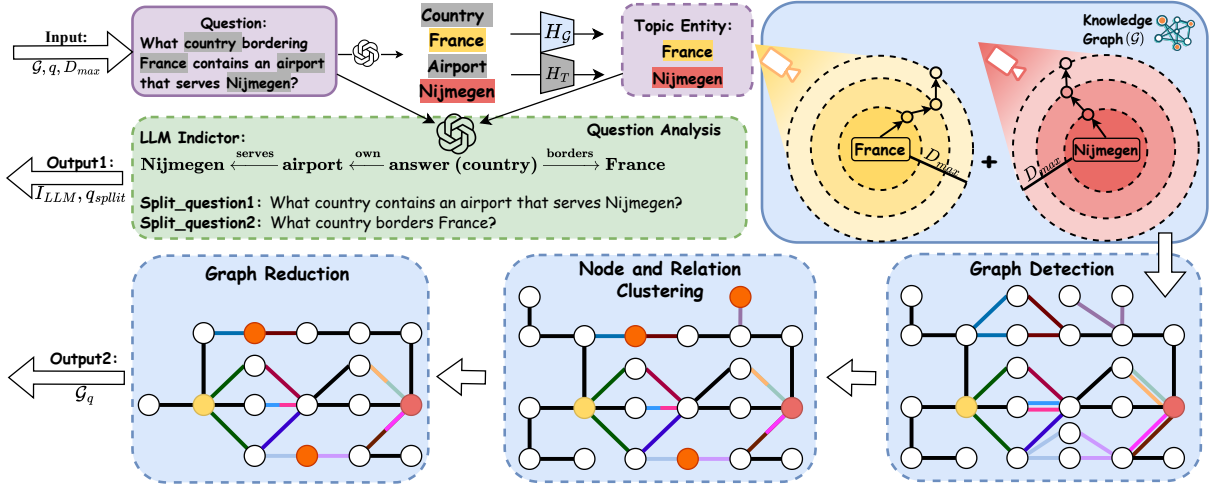 Input:
𝒢, q, D_max
Question:
What country bordering
France contains an airport
that serves Nijmegen?
Country
France
Airport
Nijmegen
H_𝒢
H_T
Topic Entity:
France
Nijmegen
Knowledge
Graph (𝒢)
France
D_max
+
Nijmegen
D_max
LLM Indictor:
Question Analysis
Nijmegen ←serves— airport ←own— answer (country) —borders→ France
Split_question1: What country contains an airport that serves Nijmegen?
Split_question2: What country borders France?
Output1:
I_LLM, q_spllit
Graph Reduction
Node and Relation
Clustering
Graph Detection
Output2:
𝒢_q